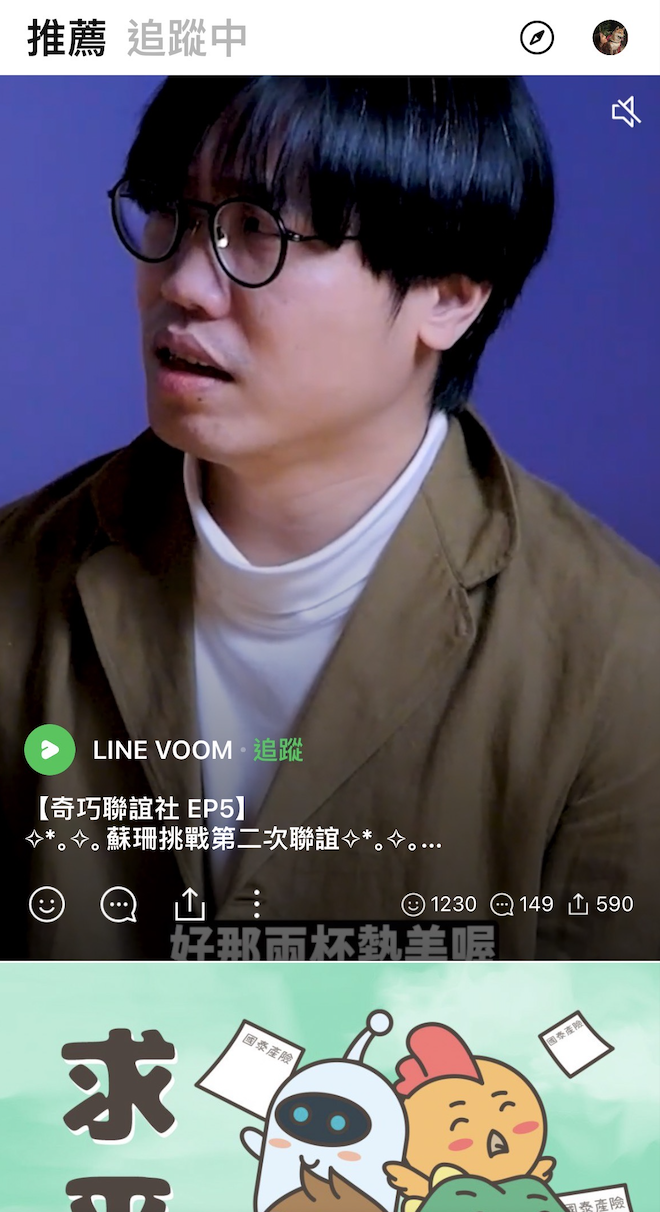 推薦 追蹤中
LINE VOOM · 追蹤
【奇巧聯誼社 EP5】
✧*｡✧｡ 蘇珊挑戰第二次聯誼✧*｡✧｡...
1230 149 590
好那兩杯熱美喔
國泰產險
國泰產險
求
平
國泰產險